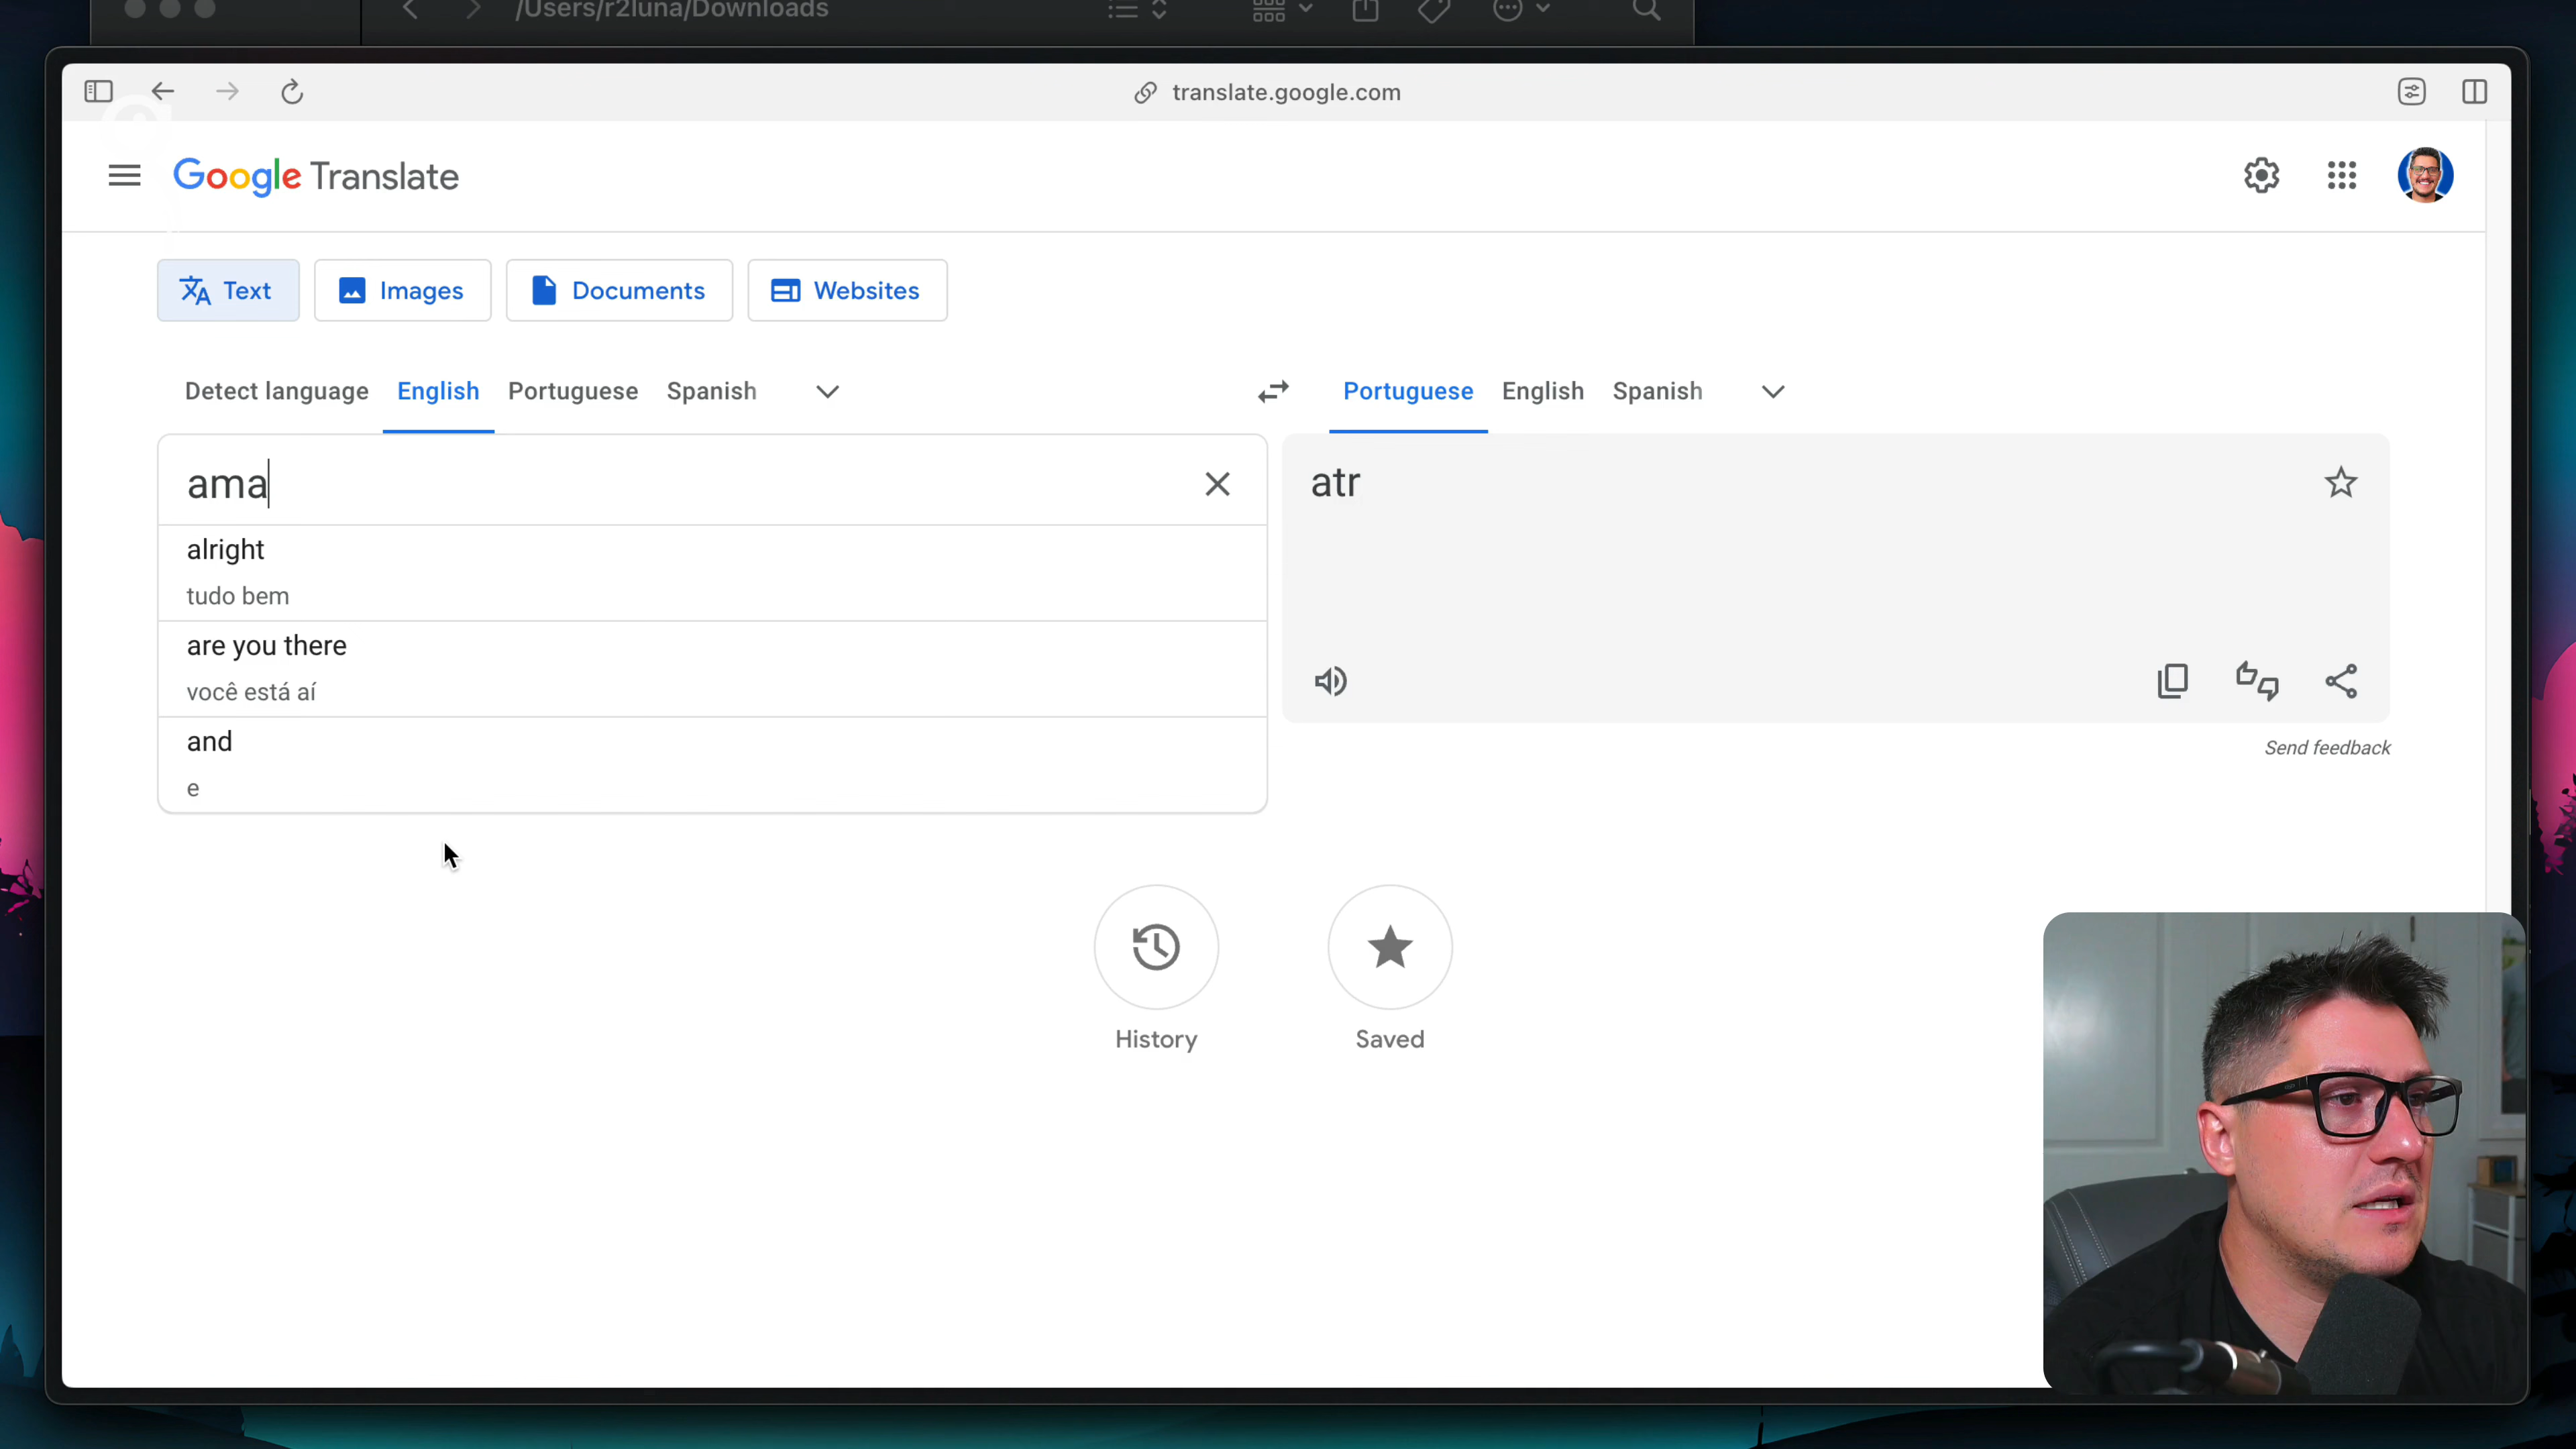 /Users/r2luna/Downloads
translate.google.com
Google Translate
Text Images Documents Websites
Detect language English Portuguese Spanish
Portuguese English Spanish
ama
atr
alright
tudo bem
are you there
você está aí
and
e
Send feedback
History Saved